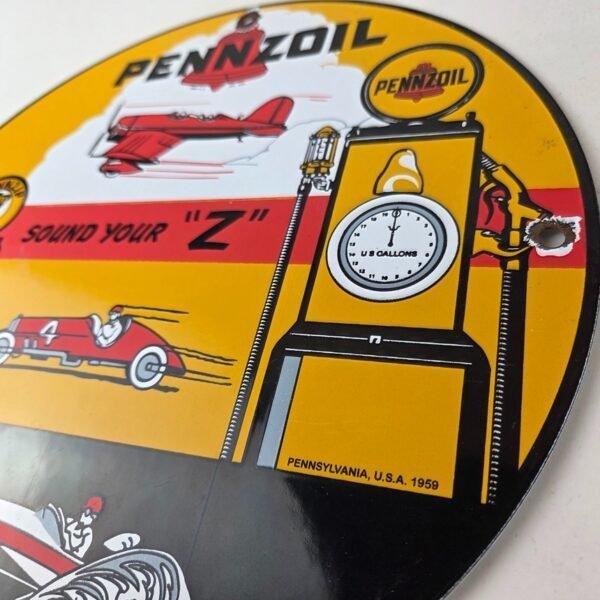 PENNZOIL
PENNZOIL
SOUND YOUR "Z"
U S GALLONS
4
PENNSYLVANIA, U.S.A. 1959